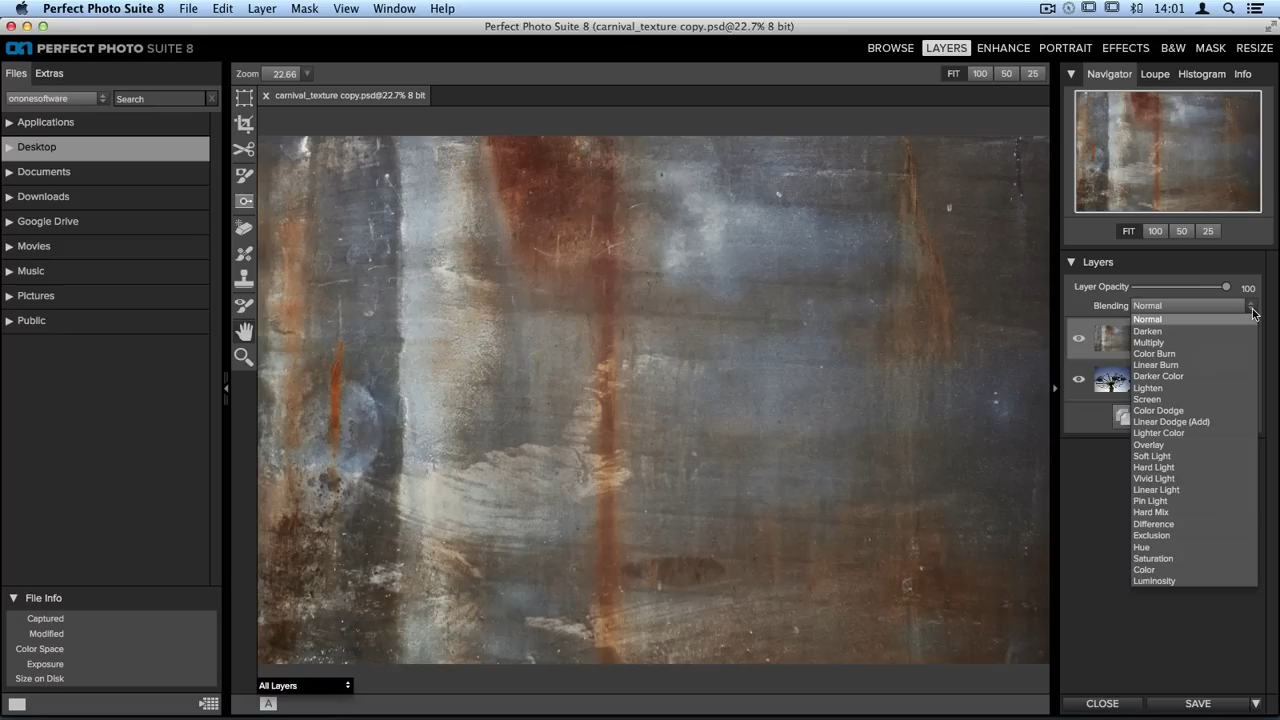 Perfect Photo Suite 8 File Edit Layer Mask View Window Help 14:01
Perfect Photo Suite 8 (carnival_texture copy.psd@22.7% 8 bit)
PERFECT PHOTO SUITE 8 BROWSE LAYERS ENHANCE PORTRAIT EFFECTS B&W MASK RESIZE
Files Extras
ononesoftware Search X
Applications
Desktop
Documents
Downloads
Google Drive
Movies
Music
Pictures
Public
File Info
Captured
Modified
Color Space
Exposure
Size on Disk
Zoom 22.66 FIT 100 50 25
x carnival_texture copy.psd@22.7% 8 bit
All Layers
A
Navigator Loupe Histogram Info
FIT 100 50 25
Layers
Layer Opacity 100
Blending Normal
Normal
Darken
Multiply
Color Burn
Linear Burn
Darker Color
Lighten
Screen
Color Dodge
Linear Dodge (Add)
Lighter Color
Overlay
Soft Light
Hard Light
Vivid Light
Linear Light
Pin Light
Hard Mix
Difference
Exclusion
Hue
Saturation
Color
Luminosity
CLOSE SAVE